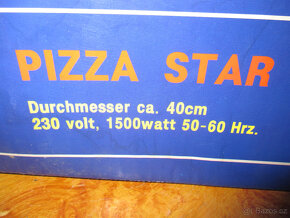 PIZZA STAR
Durchmesser ca. 40cm
230 volt, 1500watt 50-60 Hrz.